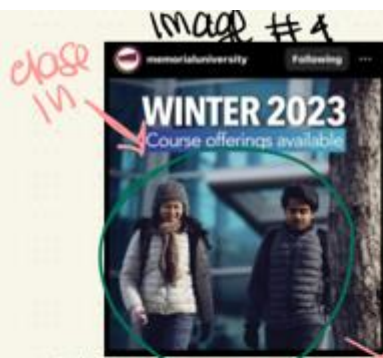 Image #4
close
in
memorialuniversity Following
WINTER 2023
Course offerings available